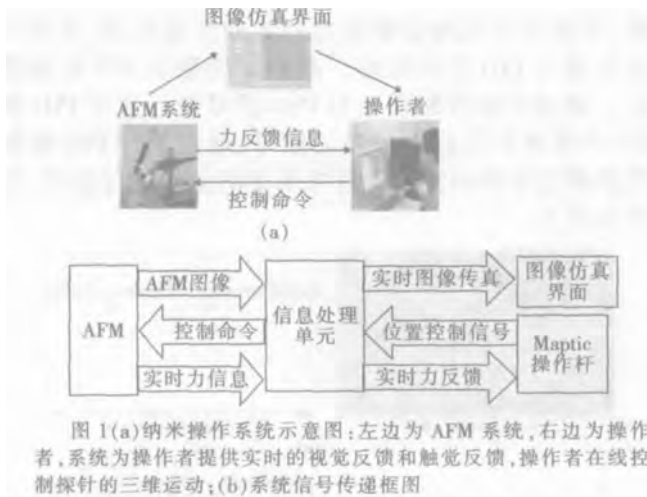 图像仿真界面
AFM系统
操作者
力反馈信息
控制命令
(a)
AFM图像
实时图像传真
图像仿真
界面
AFM
控制命令
信息处理
单元
位置控制信号
Maptic
操作杆
实时力信息
实时力反馈
图 1(a)纳米操作系统示意图:左边为 AFM 系统,右边为操作
者,系统为操作者提供实时的视觉反馈和触觉反馈,操作者在线控
制探针的三维运动;(b)系统信号传递框图